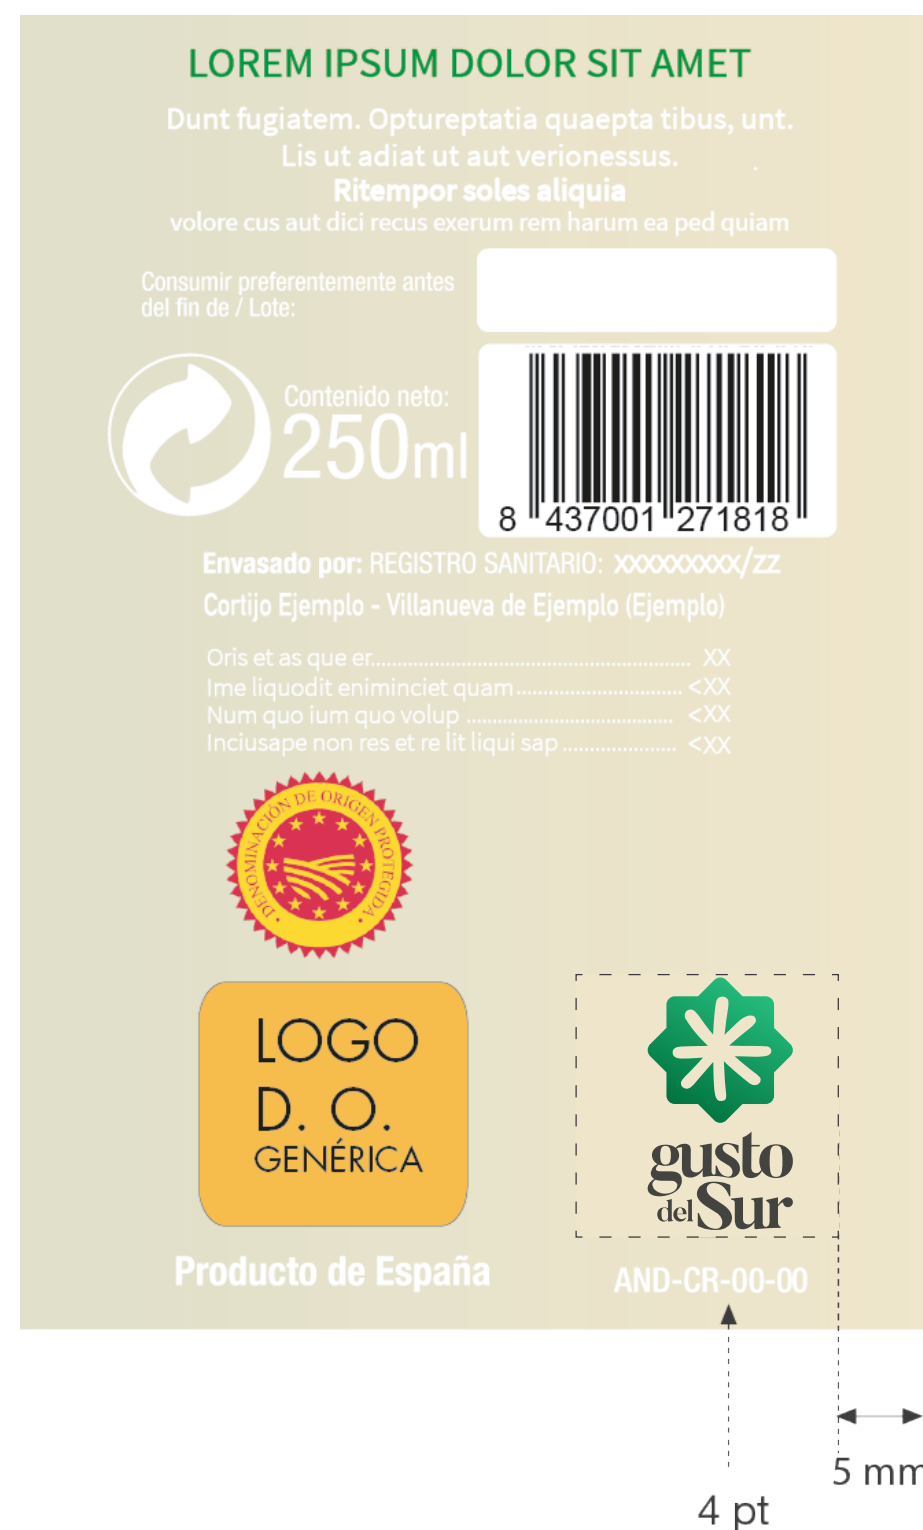 LOREM IPSUM DOLOR SIT AMET
Dunt fugiatem. Optureptatia quaepta tibus, unt.
Lis ut adiat ut aut verionessus.
Ritempor soles aliquia
volore cus aut dici recus exerum rem harum ea ped quiam
Consumir preferentemente antes
del fin de / Lote:
Contenido neto:
250ml
8 437001 271818
Envasado por: REGISTRO SANITARIO: xxxxxxxxx/zz
Cortijo Ejemplo - Villanueva de Ejemplo (Ejemplo)
Oris et as que er............................................................. XX
Ime liquodit eniminciet quam................................ <XX
Num quo ium quo volup ....................................... <XX
Inciusape non res et re lit liqui sap ...................... <XX
DENOMINACIÓN DE ORIGEN PROTEGIDA
LOGO
D. O.
GENÉRICA
gusto
del Sur
Producto de España
AND-CR-00-00
5 mm
4 pt